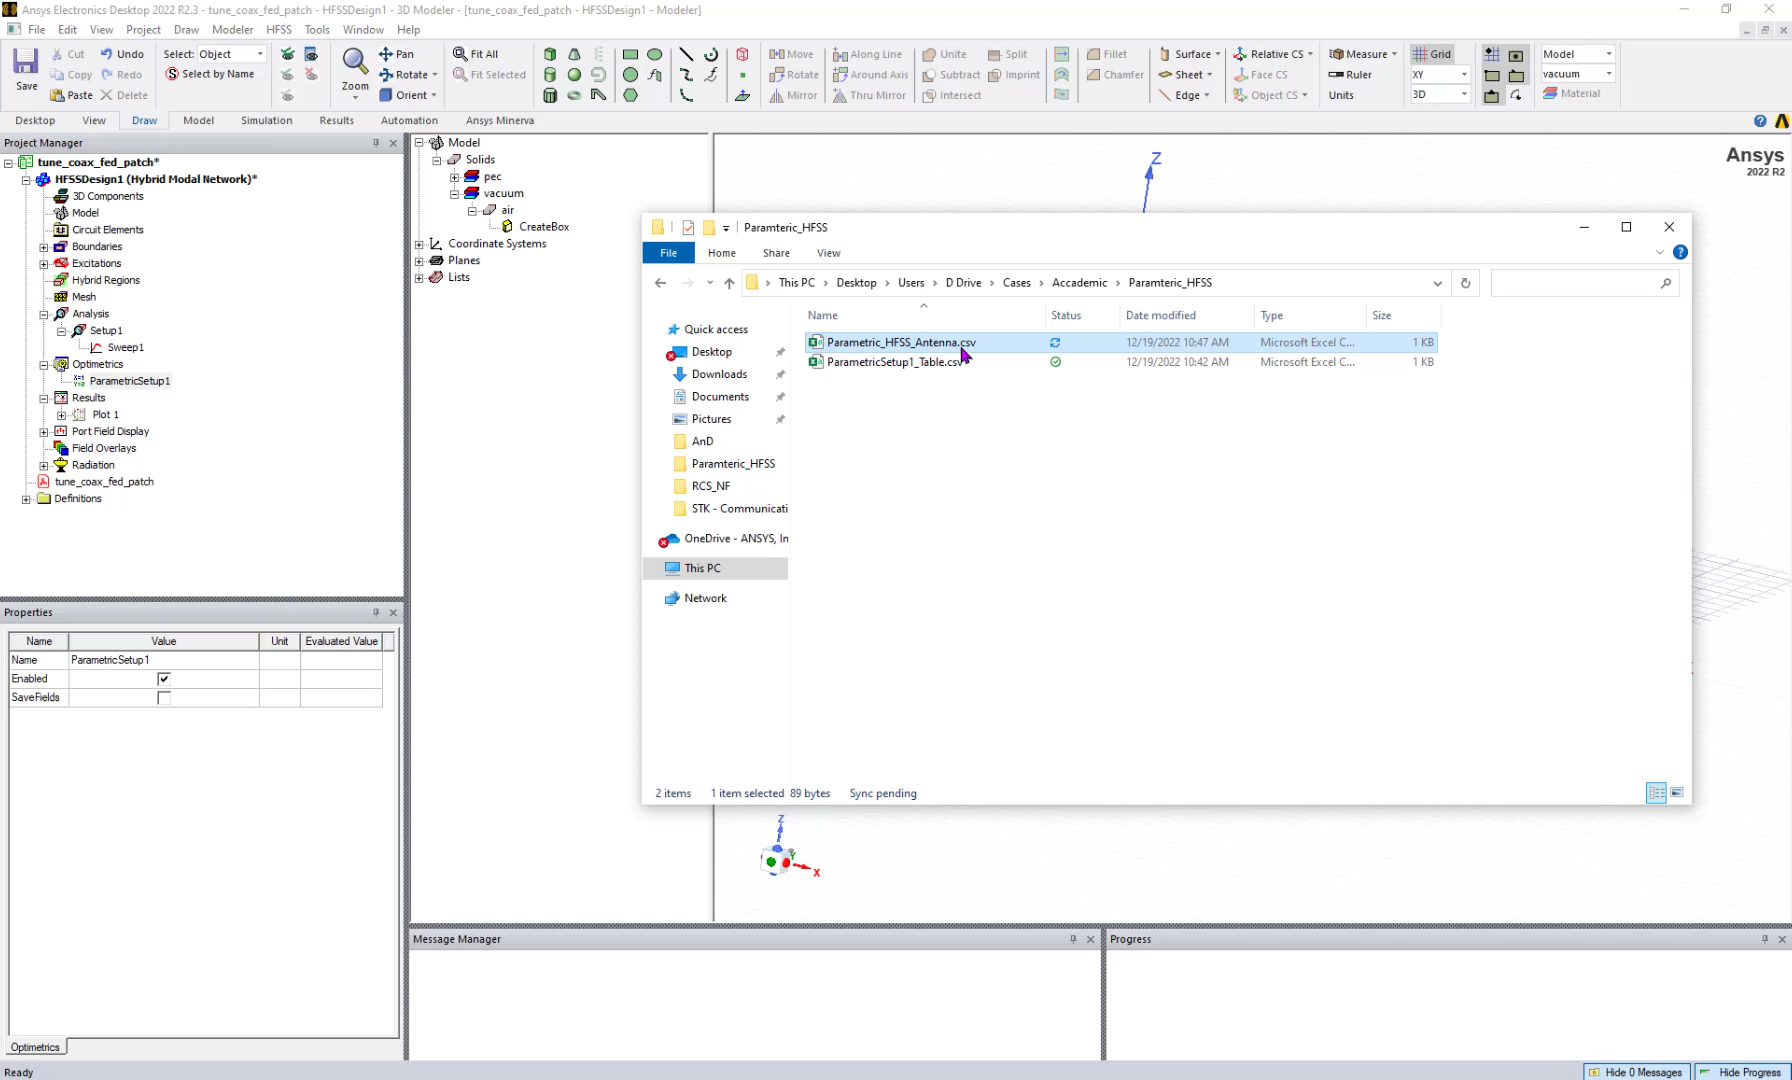 Ansys Electronics Desktop 2022 R2.3 - tune_coax_fed_patch - HFSSDesign1 - 3D Modeler - [tune_coax_fed_patch - HFSSDesign1 - Modeler]
File Edit View Project Draw Modeler HFSS Tools Window Help
Save
Cut Undo
Copy Redo
Paste Delete
Select: Object
Select by Name
Zoom
Pan
Rotate
Orient
Fit All
Fit Selected
Move Along Line Unite Split Fillet Surface Relative CS Measure Grid Model
Rotate Around Axis Subtract Imprint Chamfer Sheet Face CS Ruler XY vacuum
Mirror Thru Mirror Intersect Edge Object CS Units 3D Material
Desktop View Draw Model Simulation Results Automation Ansys Minerva
Project Manager
tune_coax_fed_patch*
HFSSDesign1 (Hybrid Modal Network)*
3D Components
Model
Circuit Elements
Boundaries
Excitations
Hybrid Regions
Mesh
Analysis
Setup1
Sweep1
Optimetrics
ParametricSetup1
Results
Plot 1
Port Field Display
Field Overlays
Radiation
tune_coax_fed_patch
Definitions
Model
Solids
pec
vacuum
air
CreateBox
Coordinate Systems
Planes
Lists
Z
Ansys
2022 R2
Paramteric_HFSS
File Home Share View
This PC Desktop Users D Drive Cases Accademic Paramteric_HFSS
Name Status Date modified Type Size
Parametric_HFSS_Antenna.csv 12/19/2022 10:47 AM Microsoft Excel C... 1 KB
ParametricSetup1_Table.csv 12/19/2022 10:42 AM Microsoft Excel C... 1 KB
Quick access
Desktop
Downloads
Documents
Pictures
AnD
Paramteric_HFSS
RCS_NF
STK - Communicati
OneDrive - ANSYS, In
This PC
Network
2 items 1 item selected 89 bytes Sync pending
Properties
Name Value Unit Evaluated Value
Name ParametricSetup1
Enabled
SaveFields
Optimetrics
Z
X
Message Manager
Progress
Ready
Hide 0 Messages Hide Progress